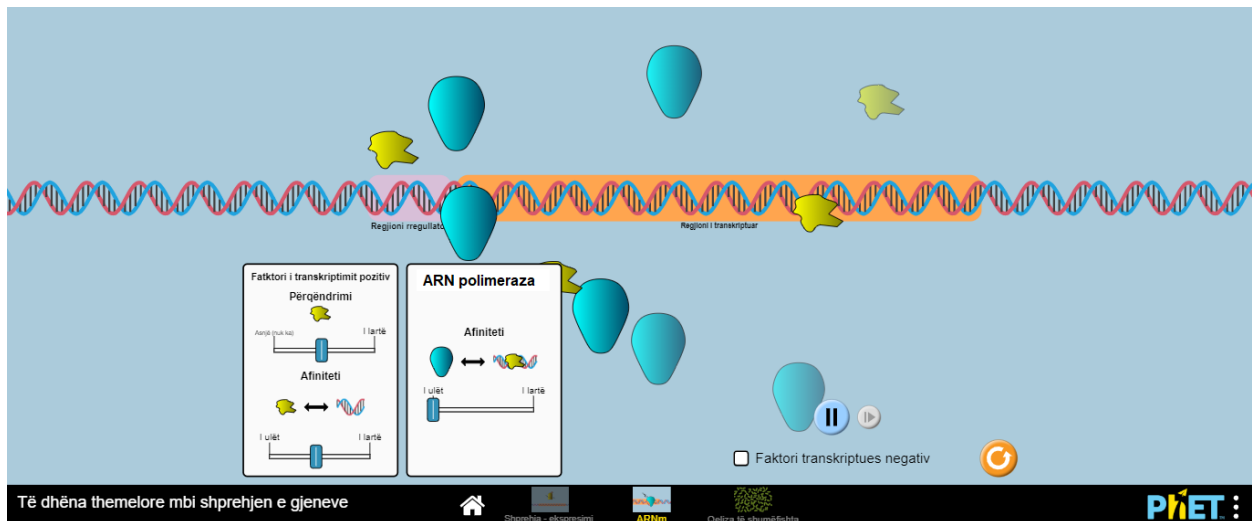 Regjioni rregullato
Regjioni i transkriptuar
Fatktori i transkriptimit pozitiv
Përqëndrimi
Asnjë (nuk ka)
I lartë
Afiniteti
I ulët
I lartë
ARN polimeraza
Afiniteti
I ulët
I lartë
Faktori transkriptues negativ
Të dhëna themelore mbi shprehjen e gjeneve
Shprehja - ekspresimi
ARNm
Qeliza të shumëfishta
PhET